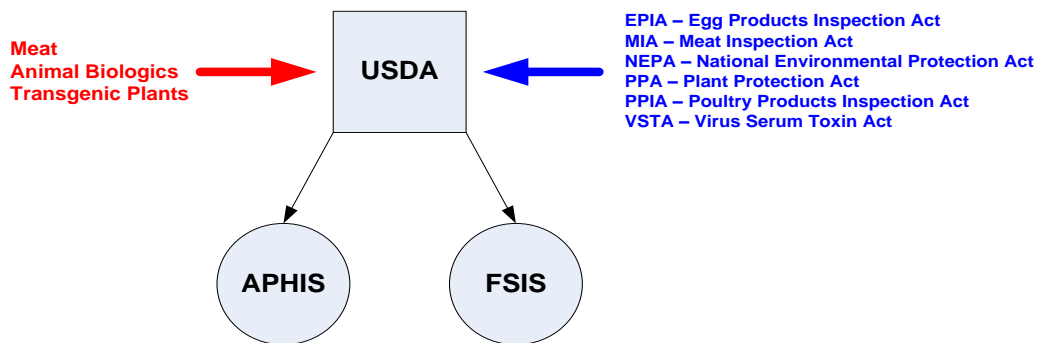 Meat
Animal Biologics
Transgenic Plants
USDA
EPIA – Egg Products Inspection Act
MIA – Meat Inspection Act
NEPA – National Environmental Protection Act
PPA – Plant Protection Act
PPIA – Poultry Products Inspection Act
VSTA – Virus Serum Toxin Act
APHIS
FSIS